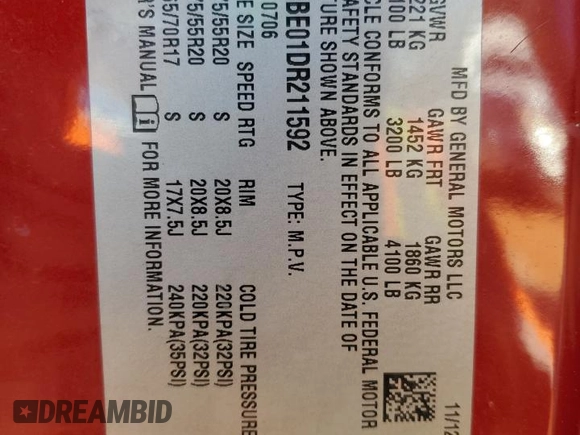 MFD BY GENERAL MOTORS LLC 11/12
GVWR GAWR FRT GAWR RR
221 KG 1452 KG 1860 KG
100 LB 3200 LB 4100 LB
CLE CONFORMS TO ALL APPLICABLE U.S. FEDERAL MOTOR
AFETY STANDARDS IN EFFECT ON THE DATE OF
TURE SHOWN ABOVE.
BE01DR211592 TYPE: M.P.V.
0706
E SIZE SPEED RTG RIM COLD TIRE PRESSURE
5/55R20 S 20X8.5J 220KPA(32PSI)
5/55R20 S 20X8.5J 220KPA(32PSI)
65/70R17 S 17X7.5J 240KPA(35PSI)
R'S MANUAL i FOR MORE INFORMATION.
DREAMBID